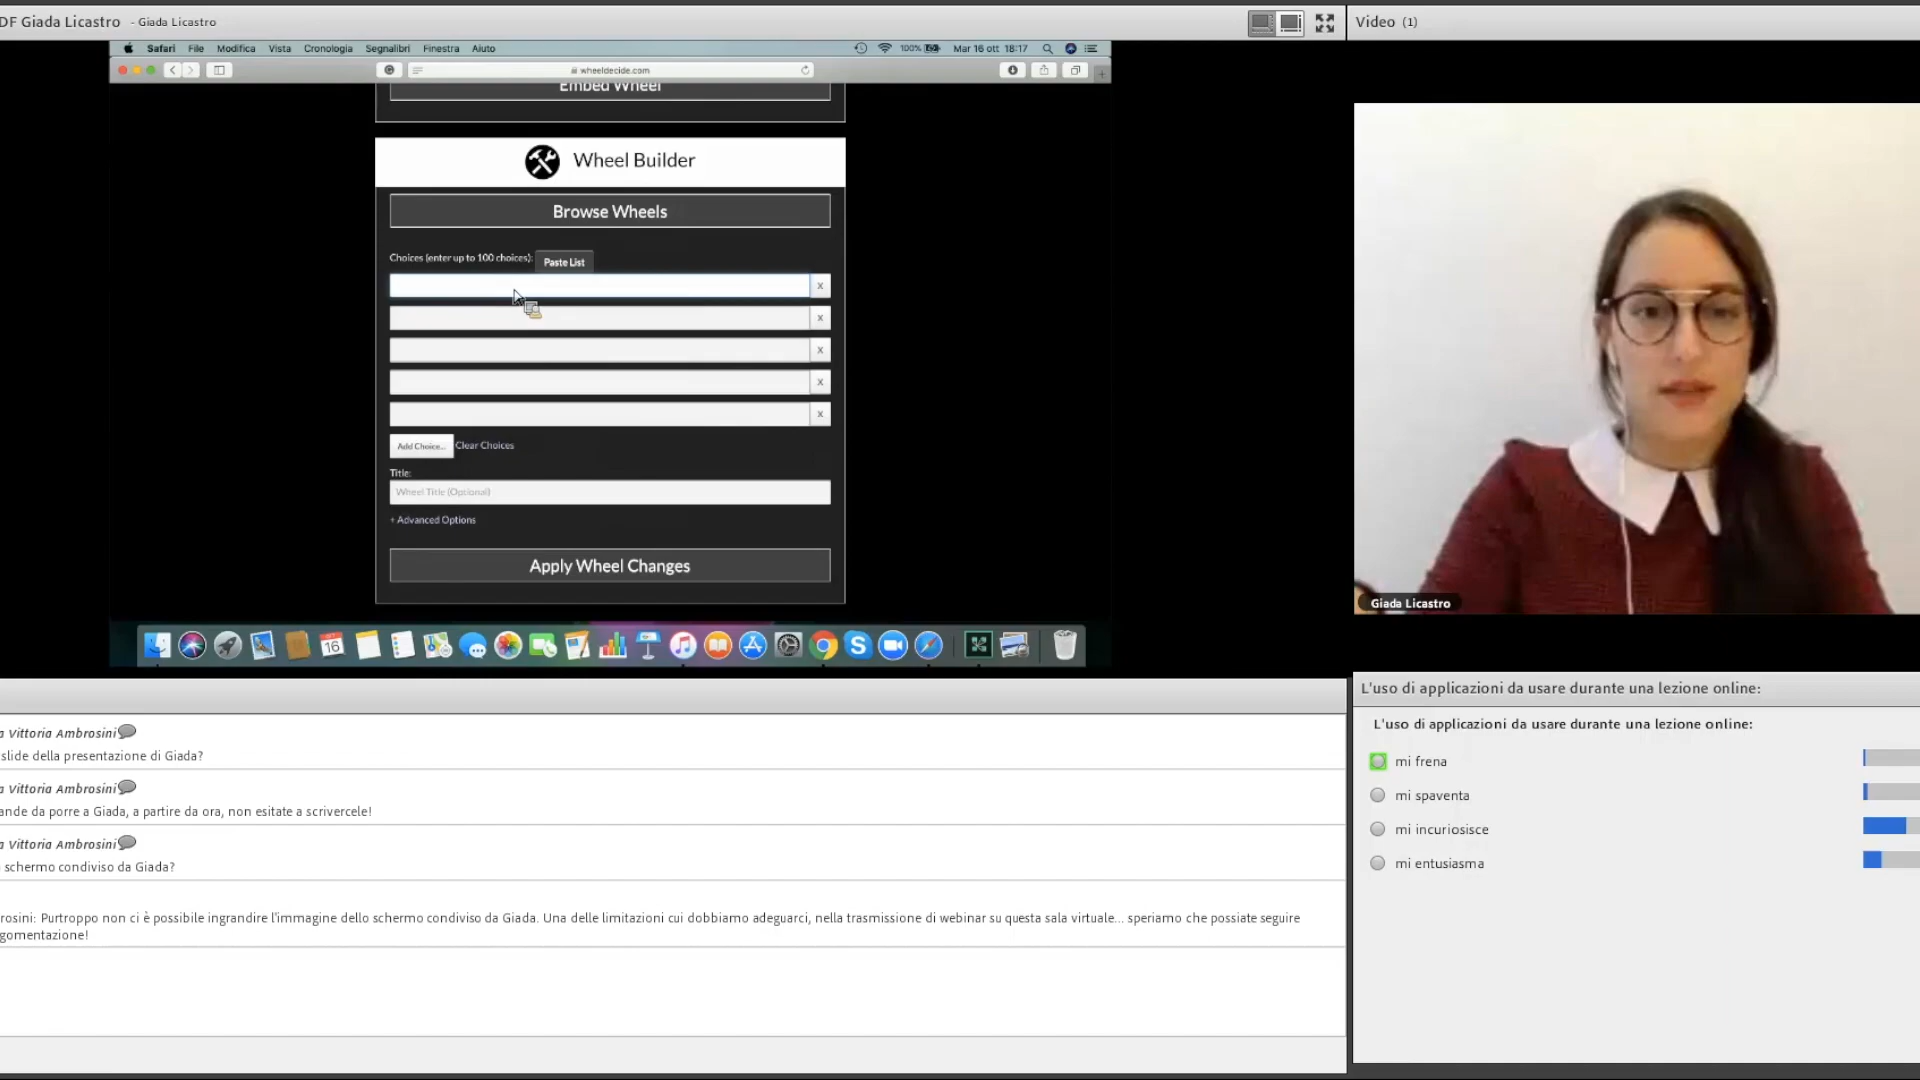 DF Giada Licastro - Giada Licastro
Video (1)
Safari File Modifica Vista Cronologia Segnalibri Finestra Aiuto
100% Mar 16 ott 18:17
wheeldecide.com
Embed Wheel
Wheel Builder
Browse Wheels
Choices (enter up to 100 choices): Paste List
x
x
x
x
x
Add Choice... Clear Choices
Title:
Wheel Title (Optional)
+ Advanced Options
Apply Wheel Changes
16
Giada Licastro
a Vittoria Ambrosini
slide della presentazione di Giada?
a Vittoria Ambrosini
ande da porre a Giada, a partire da ora, non esitate a scrivercele!
a Vittoria Ambrosini
schermo condiviso da Giada?
rosini: Purtroppo non ci è possibile ingrandire l'immagine dello schermo condiviso da Giada. Una delle limitazioni cui dobbiamo adeguarci, nella trasmissione di webinar su questa sala virtuale... speriamo che possiate seguire
gomentazione!
L'uso di applicazioni da usare durante una lezione online:
L'uso di applicazioni da usare durante una lezione online:
mi frena
mi spaventa
mi incuriosisce
mi entusiasma